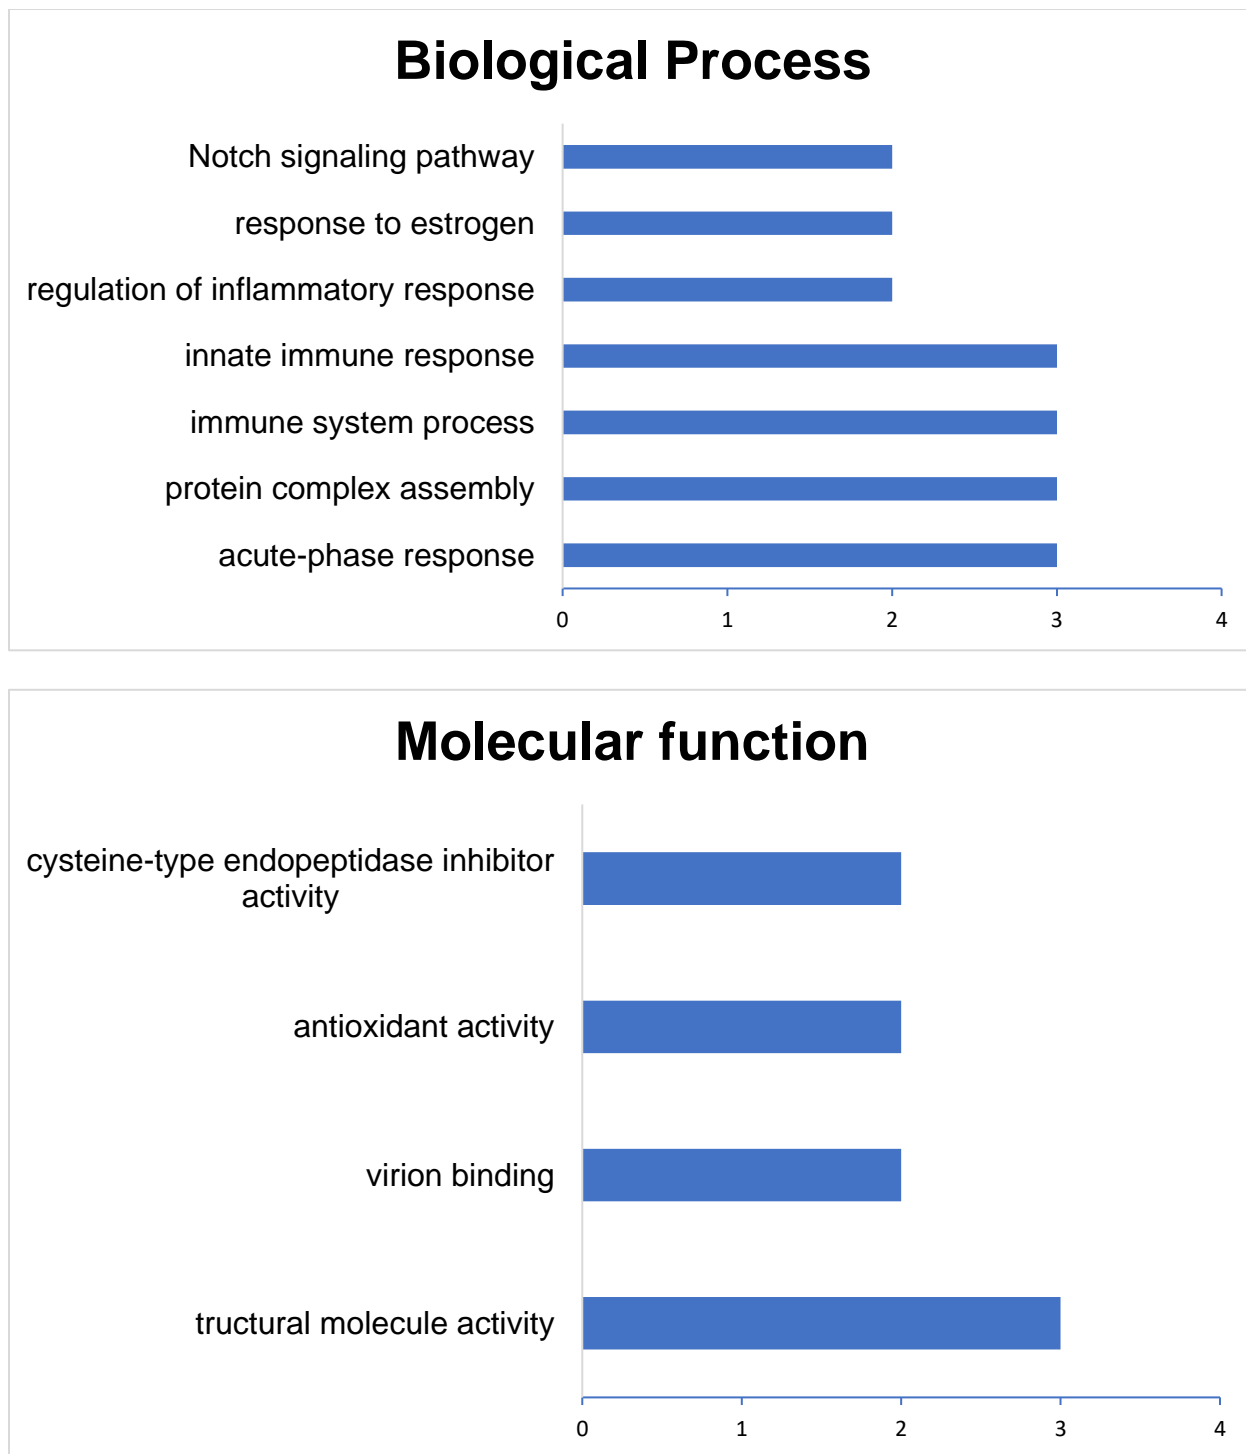 Biological Process
Notch signaling pathway
response to estrogen
regulation of inflammatory response
innate immune response
immune system process
protein complex assembly
acute-phase response
0 1 2 3 4
Molecular function
cysteine-type endopeptidase inhibitor
activity
antioxidant activity
virion binding
tructural molecule activity
0 1 2 3 4